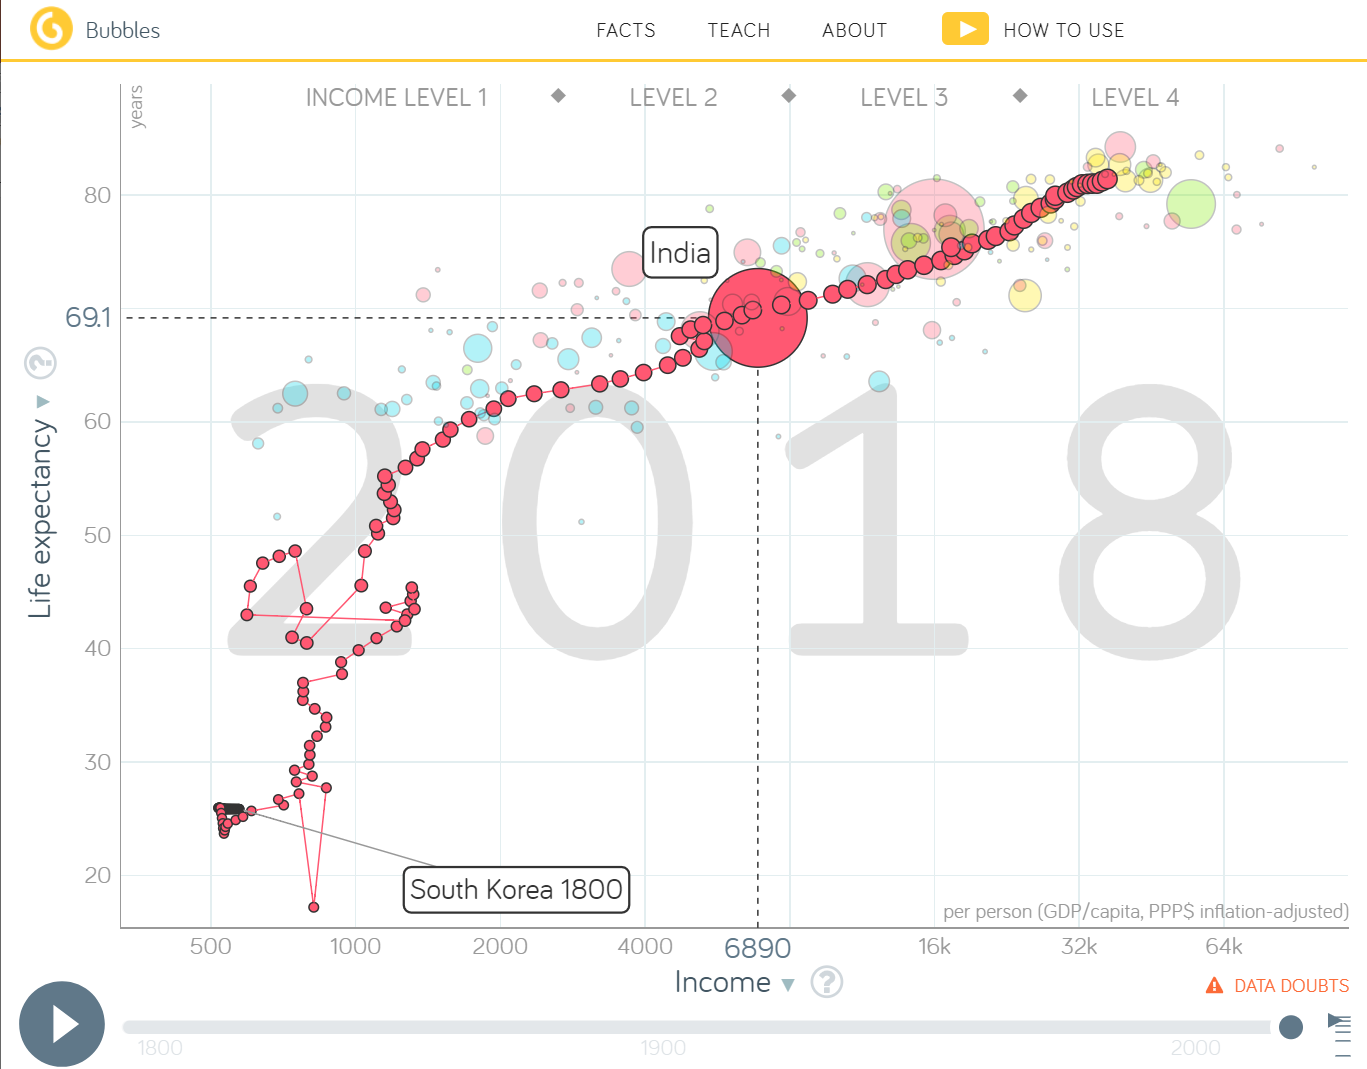 Bubbles FACTS TEACH ABOUT HOW TO USE
years
INCOME LEVEL 1 LEVEL 2 LEVEL 3 LEVEL 4
80
India
69.1
?
Life expectancy ▼
60
50
40
30
20
2018
South Korea 1800
per person (GDP/capita, PPP$ inflation-adjusted)
500 1000 2000 4000 6890 16k 32k 64k
Income ▼ ?
DATA DOUBTS
1800 1900 2000